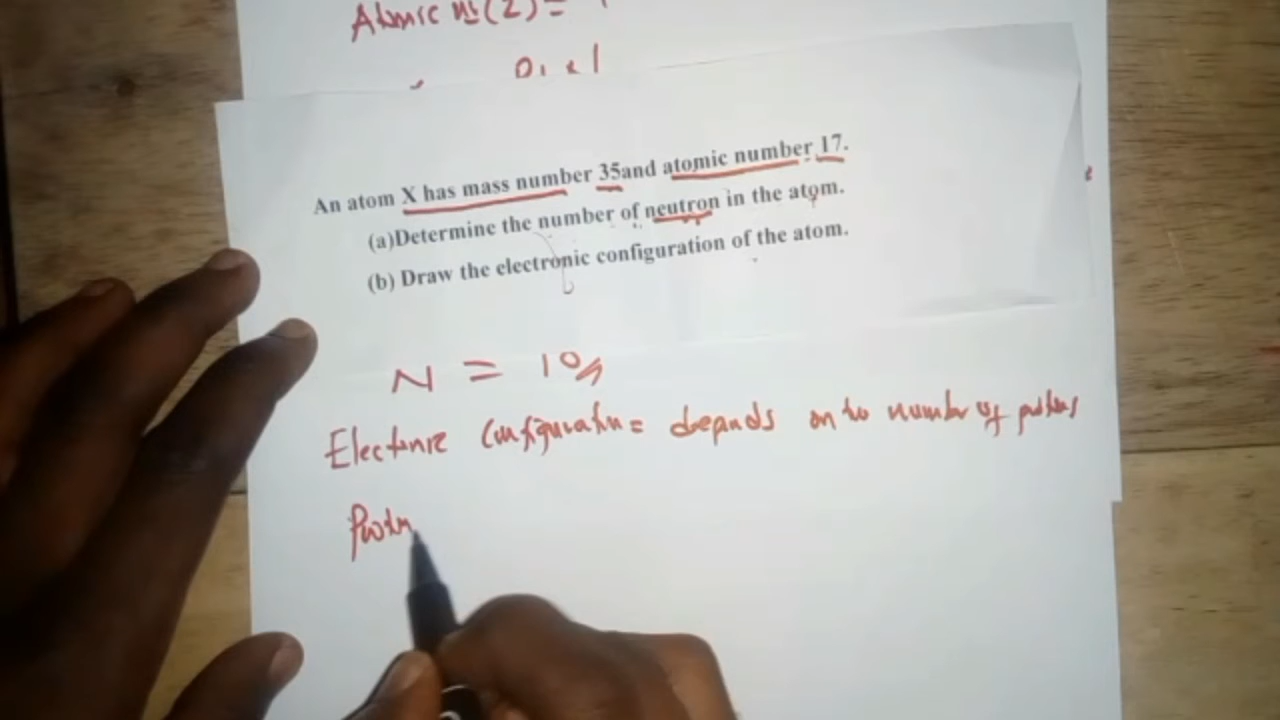 Atomic No(Z) =
An atom X has mass number 35and atomic number 17.
(a)Determine the number of neutron in the atom.
(b) Draw the electronic configuration of the atom.
N = 18
Electronic Configuration = depends on the number of protons
Proton